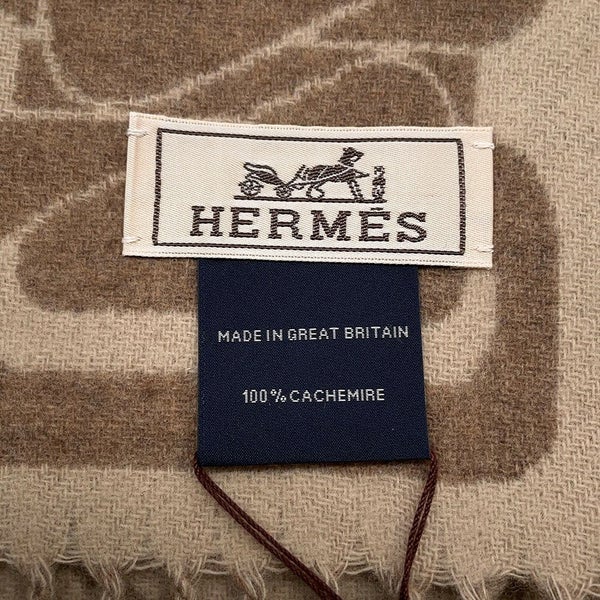 HERMÈS
MADE IN GREAT BRITAIN
100% CACHEMIRE